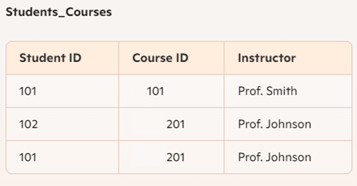 Students_Courses
Student ID Course ID Instructor
101 101 Prof. Smith
102 201 Prof. Johnson
101 201 Prof. Johnson